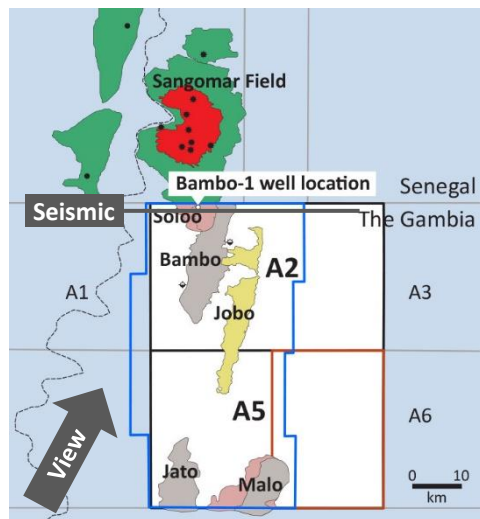 Sangomar Field
Bambo-1 well location
Senegal
Seismic
The Gambia
Soloo
Bambo
A2
A1
A3
Jobo
A5
A6
View
Jato
Malo
0 10
km